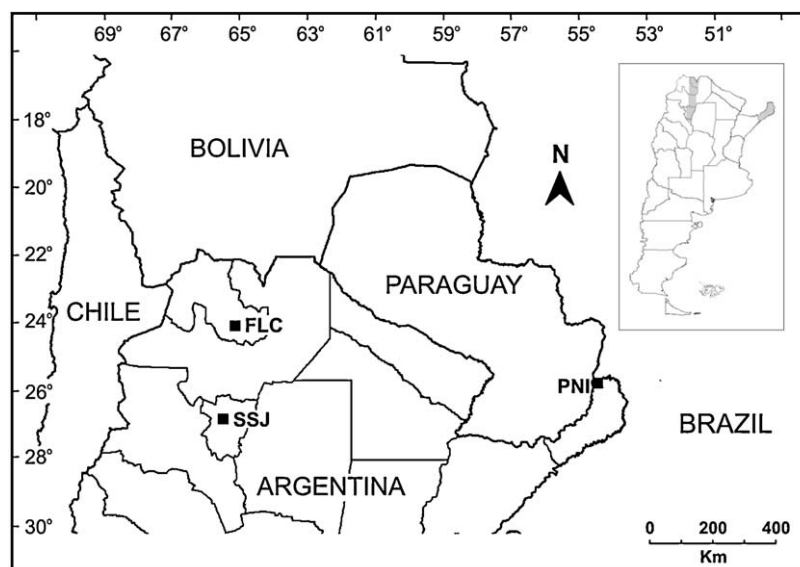 69° 67° 65° 63° 61° 59° 57° 55° 53° 51°
18°
20°
22°
24°
26°
28°
30°
BOLIVIA
N
PARAGUAY
CHILE
FLC
PNI
SSJ
BRAZIL
ARGENTINA
0 200 400
Km